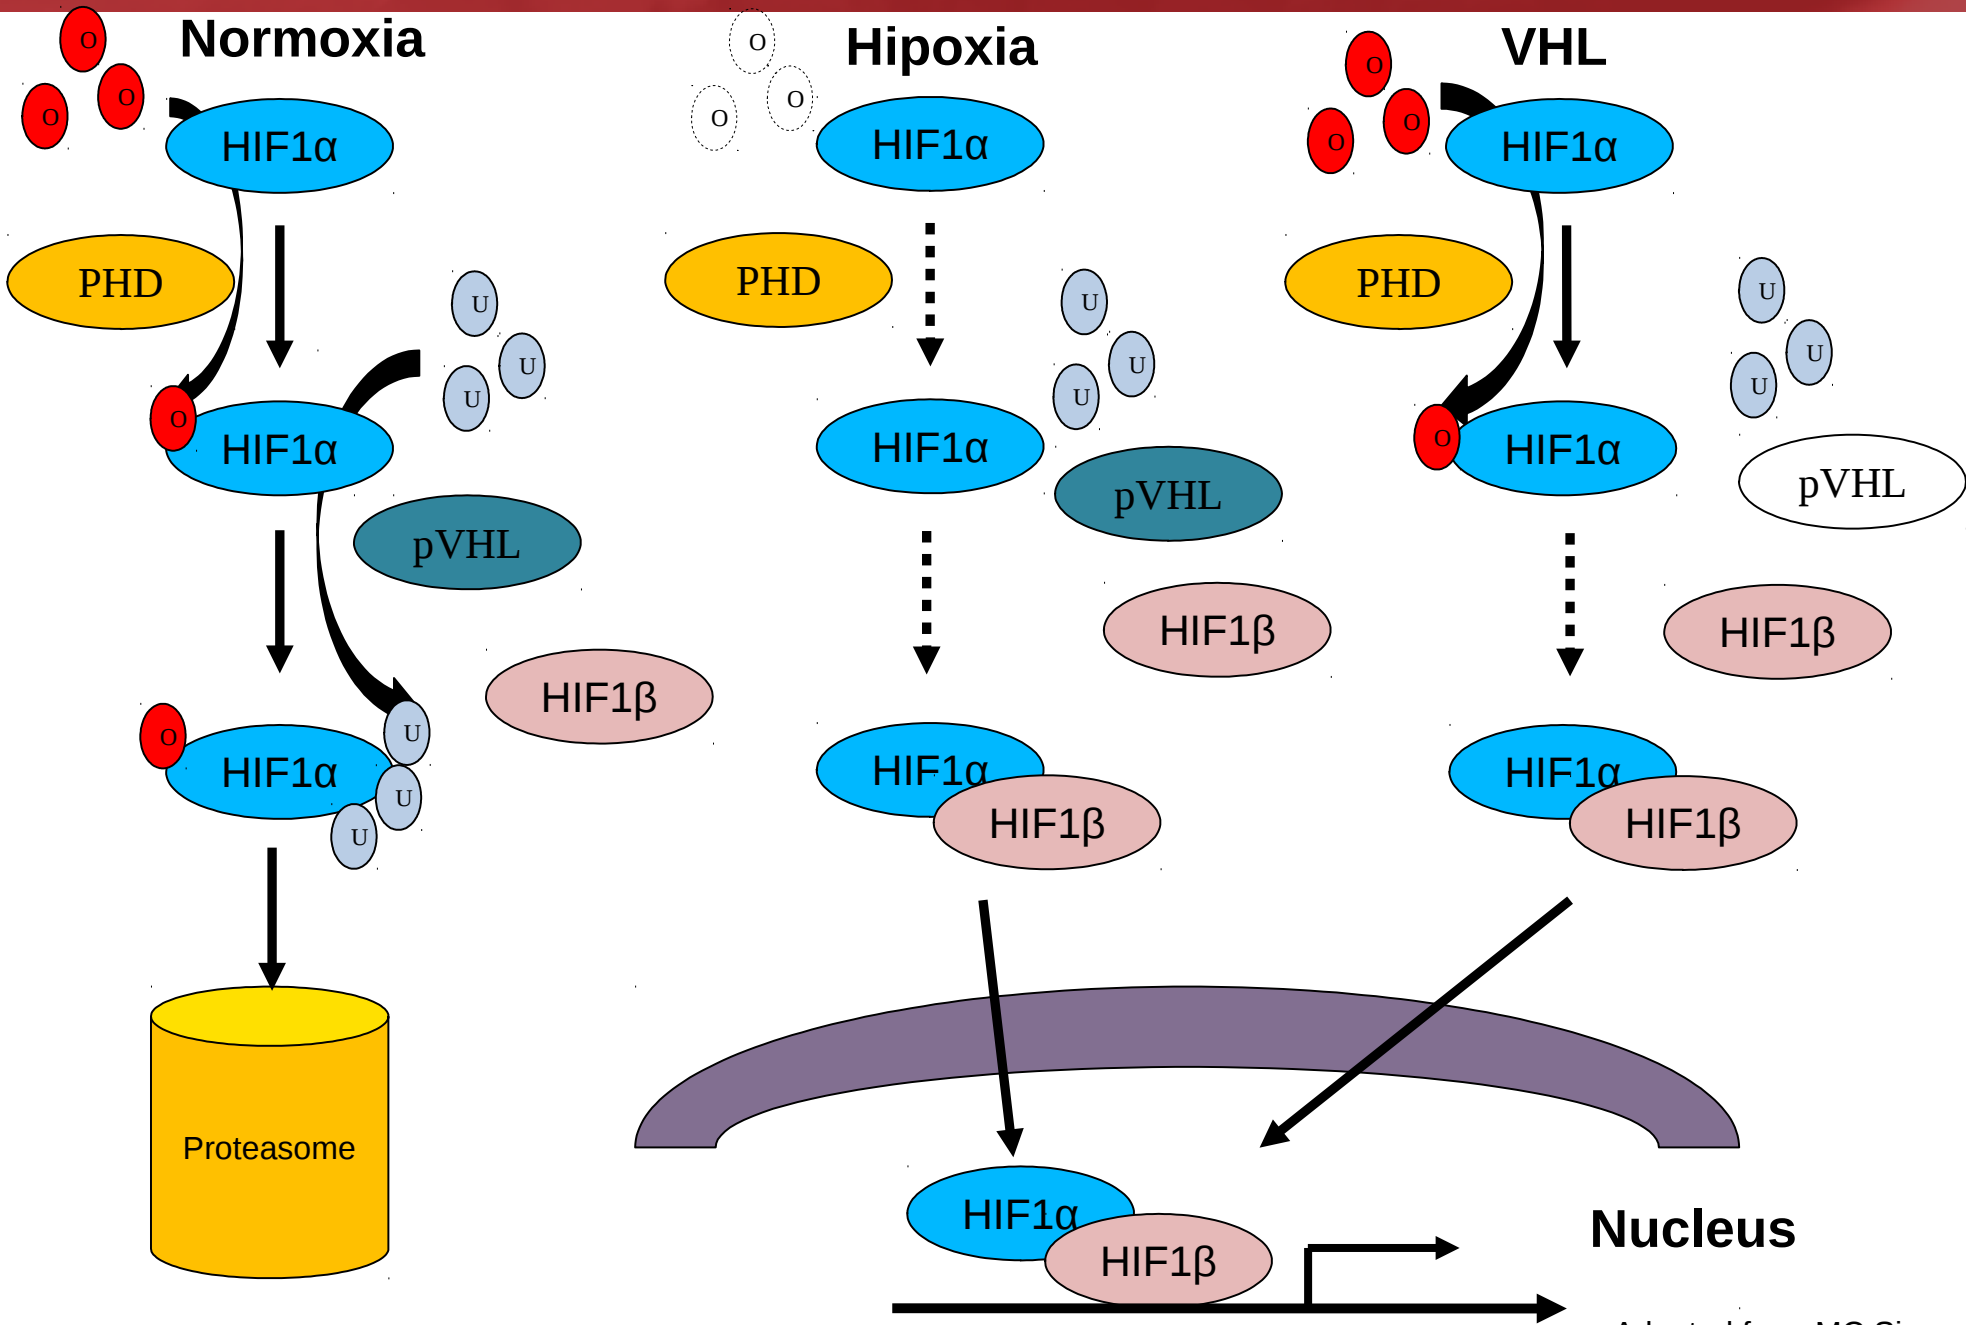 Normoxia
O
O
O
HIF1α
PHD
U
U
U
O
HIF1α
pVHL
HIF1β
O
HIF1α
U
U
U
Proteasome
Hipoxia
O
O
O
HIF1α
PHD
U
U
U
HIF1α
pVHL
HIF1β
HIF1α
HIF1β
VHL
O
O
O
HIF1α
PHD
U
U
U
O
HIF1α
pVHL
HIF1β
HIF1α
HIF1β
HIF1α
HIF1β
Nucleus